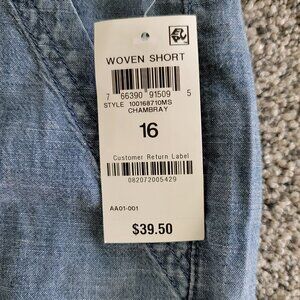 WOVEN SHORT
7 66390 91509 5
STYLE 100168710MS
CHAMBRAY
16
Customer Return Label
082072005429
AA01-001
$39.50